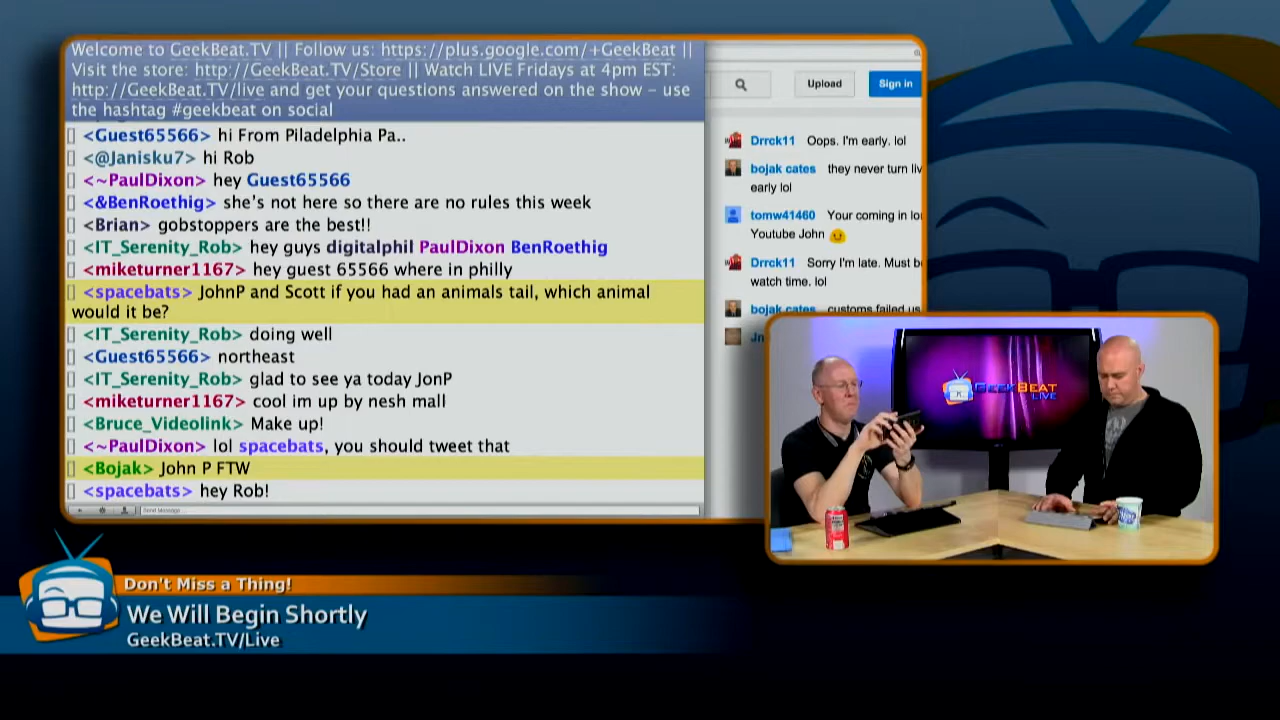 Welcome to GeekBeat.TV || Follow us: https://plus.google.com/+GeekBeat ||
Visit the store: http://GeekBeat.TV/Store || Watch LIVE Fridays at 4pm EST:
http://GeekBeat.TV/live and get your questions answered on the show – use
the hashtag #geekbeat on social
<Guest65566> hi From Piladelphia Pa..
<@Janisku7> hi Rob
<~PaulDixon> hey Guest65566
<&BenRoethig> she's not here so there are no rules this week
<Brian> gobstoppers are the best!!
<IT_Serenity_Rob> hey guys digitalphil PaulDixon BenRoethig
<miketurner1167> hey guest 65566 where in philly
<spacebats> JohnP and Scott if you had an animals tail, which animal
would it be?
<IT_Serenity_Rob> doing well
<Guest65566> northeast
<IT_Serenity_Rob> glad to see ya today JonP
<miketurner1167> cool im up by nesh mall
<Bruce_Videolink> Make up!
<~PaulDixon> lol spacebats, you should tweet that
<Bojak> John P FTW
<spacebats> hey Rob!
Send Message...
Upload
Sign in
Drrck11 Oops. I'm early. lol
bojak cates they never turn liv
early lol
tomw41460 Your coming in lo
Youtube John
Drrck11 Sorry I'm late. Must b
watch time. lol
bojak cates customs failed us
GEEKBEAT
LIVE
Don't Miss a Thing!
We Will Begin Shortly
GeekBeat.TV/Live